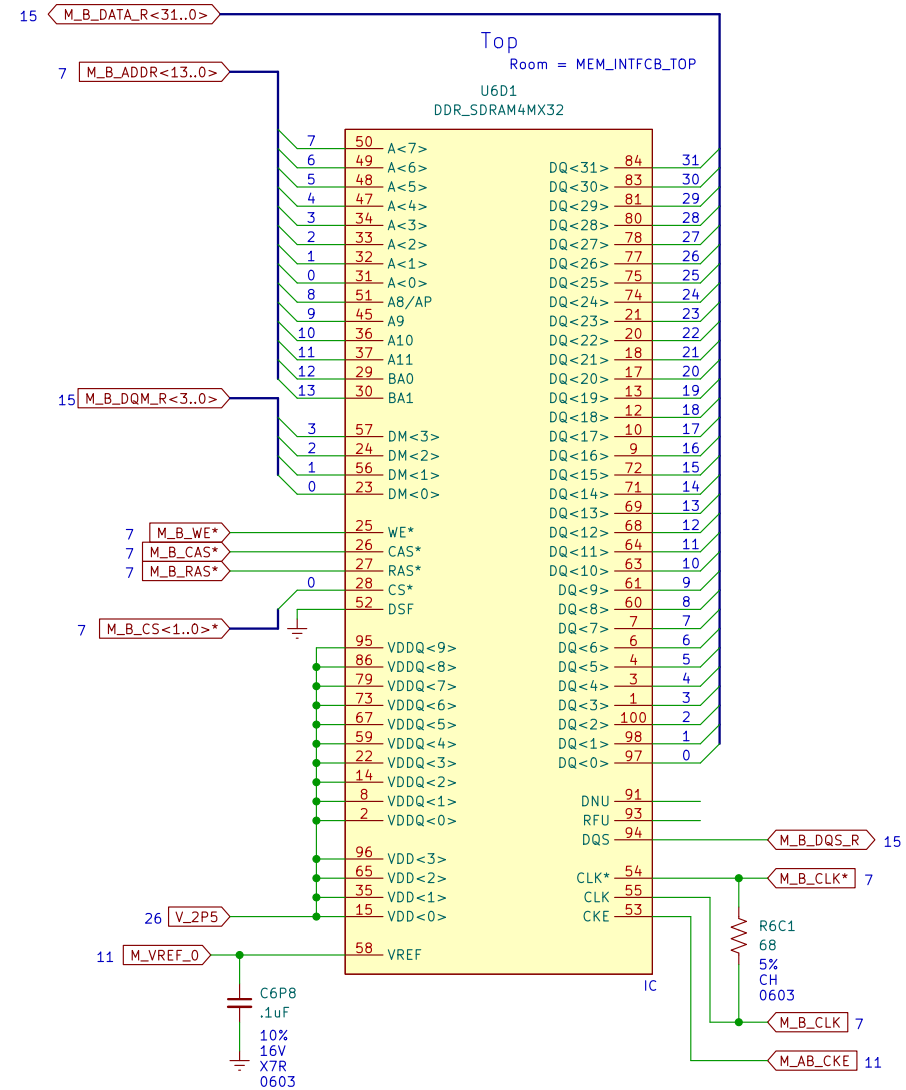 15 M_B_DATA_R<31..0>
Top
Room = MEM_INTFCB_TOP
7 M_B_ADDR<13..0>
U6D1
DDR_SDRAM4MX32
7 50 A<7>
6 49 A<6> DQ<31> 84 31
5 48 A<5> DQ<30> 83 30
4 47 A<4> DQ<29> 81 29
3 34 A<3> DQ<28> 80 28
2 33 A<2> DQ<27> 78 27
1 32 A<1> DQ<26> 77 26
0 31 A<0> DQ<25> 75 25
8 51 A8/AP DQ<24> 74 24
9 45 A9 DQ<23> 21 23
10 36 A10 DQ<22> 20 22
11 37 A11 DQ<21> 18 21
12 29 BA0 DQ<20> 17 20
15 M_B_DQM_R<3..0> 13 30 BA1 DQ<19> 13 19
DQ<18> 12 18
3 57 DM<3> DQ<17> 10 17
2 24 DM<2> DQ<16> 9 16
1 56 DM<1> DQ<15> 72 15
0 23 DM<0> DQ<14> 71 14
DQ<13> 69 13
7 M_B_WE* 25 WE* DQ<12> 68 12
7 M_B_CAS* 26 CAS* DQ<11> 64 11
7 M_B_RAS* 27 RAS* DQ<10> 63 10
0 28 CS* DQ<9> 61 9
52 DSF DQ<8> 60 8
7 M_B_CS<1..0>* DQ<7> 7 7
95 VDDQ<9> DQ<6> 6 6
86 VDDQ<8> DQ<5> 4 5
79 VDDQ<7> DQ<4> 3 4
73 VDDQ<6> DQ<3> 1 3
67 VDDQ<5> DQ<2> 100 2
59 VDDQ<4> DQ<1> 98 1
22 VDDQ<3> DQ<0> 97 0
14 VDDQ<2>
8 VDDQ<1> DNU 91
2 VDDQ<0> RFU 93
DQS 94 M_B_DQS_R 15
96 VDD<3>
65 VDD<2> CLK* 54 M_B_CLK* 7
35 VDD<1> CLK 55
26 V_2P5 15 VDD<0> CKE 53
R6C1
68
5%
CH
0603
11 M_VREF_0 58 VREF
IC
C6P8
.1uF
10%
16V
X7R
0603
M_B_CLK 7
M_AB_CKE 11